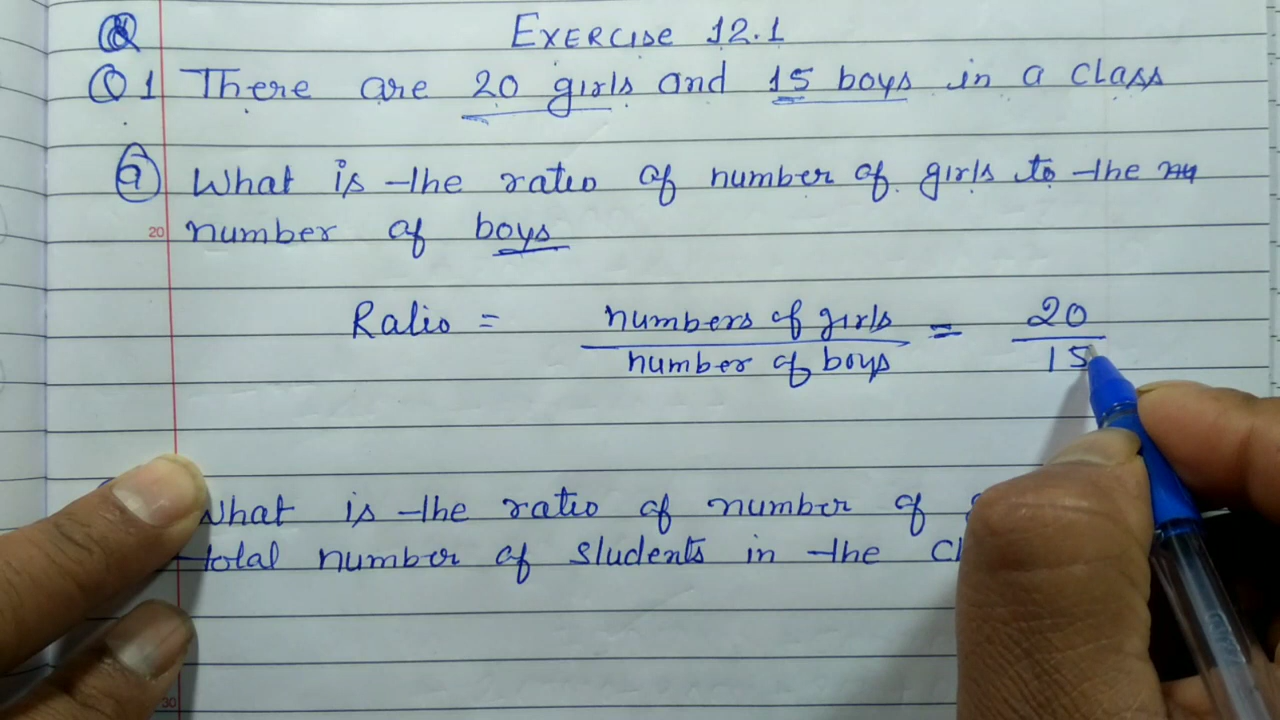 EXERCISE 12.1
Q 1 There are 20 girls and 15 boys in a class
a What is the ratio of number of girls to the
20 number of boys
Ratio = numbers of girls = 20
number of boys 15
What is the ratio of number of
total number of students in the
30